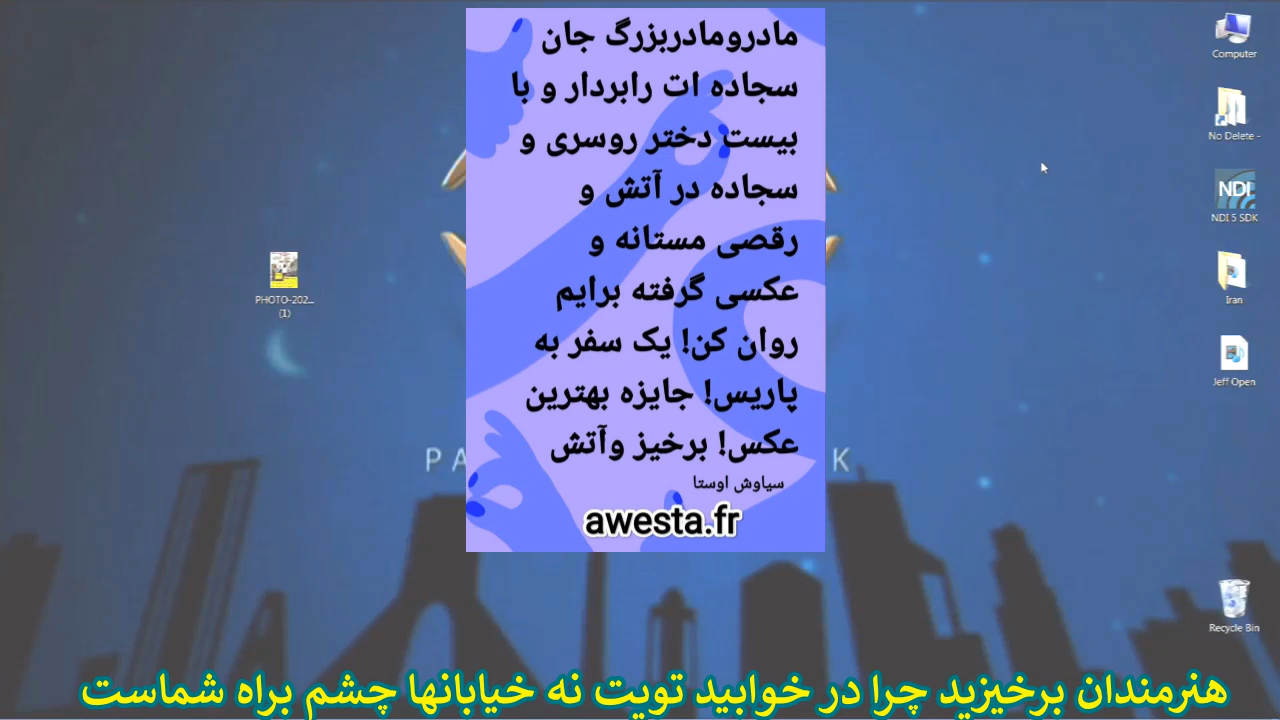 مادرومادربزرگ جان
سجاده ات رابردار و با
بیست دختر روسری و
سجاده در آتش و
رقصی مستانه و
عکسی گرفته برایم
روان کن! یک سفر به
پاریس! جایزه بهترین
عکس! برخیز وآتش
سیاوش اوستا
awesta.fr
Computer
No Delete -
NDI
NDI 5 SDK
Iran
Jeff Open
Recycle Bin
PHOTO-202...
(1)
P A
K
هنرمندان برخیزید چرا در خوابید تویت نه خیابانها چشم براه شماست